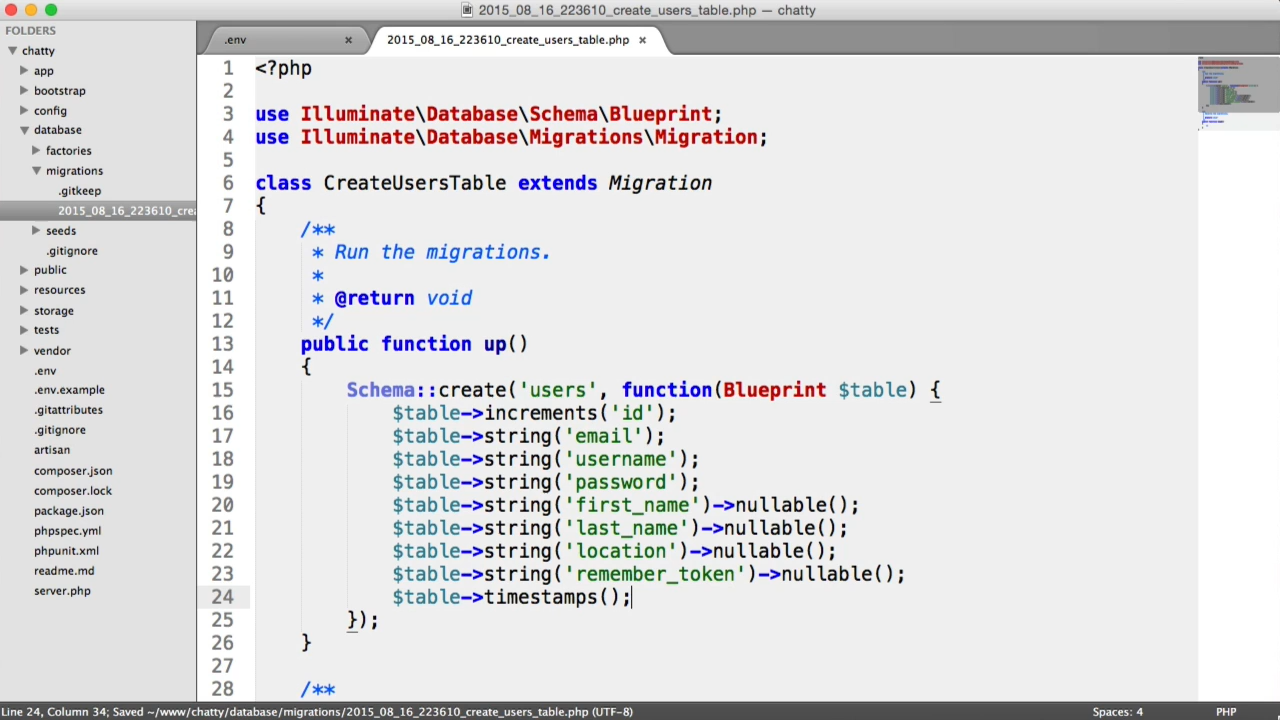 2015_08_16_223610_create_users_table.php — chatty
FOLDERS
chatty
app
bootstrap
config
database
factories
migrations
.gitkeep
2015_08_16_223610_cre
seeds
.gitignore
public
resources
storage
tests
vendor
.env
.env.example
.gitattributes
.gitignore
artisan
composer.json
composer.lock
package.json
phpspec.yml
phpunit.xml
readme.md
server.php
.env ×
2015_08_16_223610_create_users_table.php ×
1 <?php
2
3 use Illuminate\Database\Schema\Blueprint;
4 use Illuminate\Database\Migrations\Migration;
5
6 class CreateUsersTable extends Migration
7 {
8 /**
9 * Run the migrations.
10 *
11 * @return void
12 */
13 public function up()
14 {
15 Schema::create('users', function(Blueprint $table) {
16 $table->increments('id');
17 $table->string('email');
18 $table->string('username');
19 $table->string('password');
20 $table->string('first_name')->nullable();
21 $table->string('last_name')->nullable();
22 $table->string('location')->nullable();
23 $table->string('remember_token')->nullable();
24 $table->timestamps();
25 });
26 }
27
28 /**
Line 24, Column 34; Saved ~/www/chatty/database/migrations/2015_08_16_223610_create_users_table.php (UTF-8) Spaces: 4 PHP